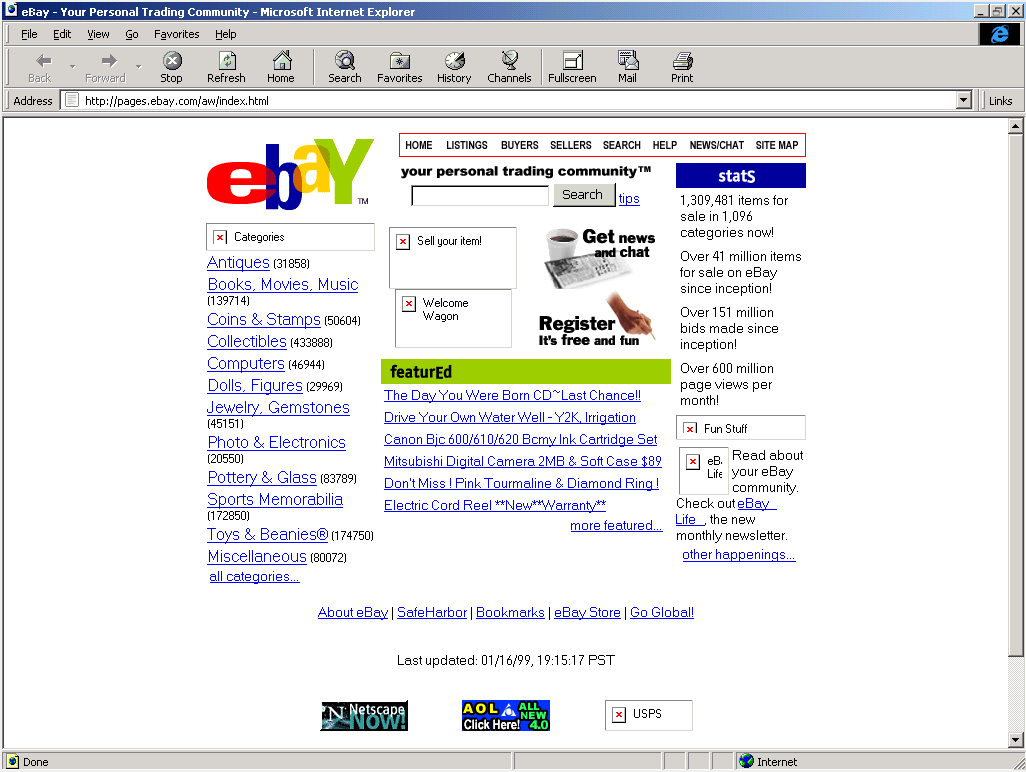 eBay - Your Personal Trading Community - Microsoft Internet Explorer
File Edit View Go Favorites Help
Back Forward Stop Refresh Home Search Favorites History Channels Fullscreen Mail Print
Address http://pages.ebay.com/aw/index.html Links
ebaY™
HOME LISTINGS BUYERS SELLERS SEARCH HELP NEWS/CHAT SITE MAP
your personal trading community™
Search tips
Categories
Antiques (31858)
Books, Movies, Music
(139714)
Coins & Stamps (50604)
Collectibles (433888)
Computers (46944)
Dolls, Figures (29969)
Jewelry, Gemstones
(45151)
Photo & Electronics
(20550)
Pottery & Glass (83789)
Sports Memorabilia
(172850)
Toys & Beanies® (174750)
Miscellaneous (80072)
all categories...
Sell your item!
Welcome
Wagon
Get news
and chat
Register
It's free and fun
featurEd
The Day You Were Born CD~Last Chance!!
Drive Your Own Water Well - Y2K, Irrigation
Canon Bjc 600/610/620 Bcmy Ink Cartridge Set
Mitsubishi Digital Camera 2MB & Soft Case $89
Don't Miss ! Pink Tourmaline & Diamond Ring !
Electric Cord Reel **New**Warranty**
more featured...
statS
1,309,481 items for
sale in 1,096
categories now!
Over 41 million items
for sale on eBay
since inception!
Over 151 million
bids made since
inception!
Over 600 million
page views per
month!
Fun Stuff
eB
Life
Read about
your eBay
community.
Check out eBay
Life , the new
monthly newsletter.
other happenings...
About eBay | SafeHarbor | Bookmarks | eBay Store | Go Global!
Last updated: 01/16/99, 19:15:17 PST
N Netscape
NOW!
AOL ALL NEW 4.0
Click Here!
USPS
Done Internet